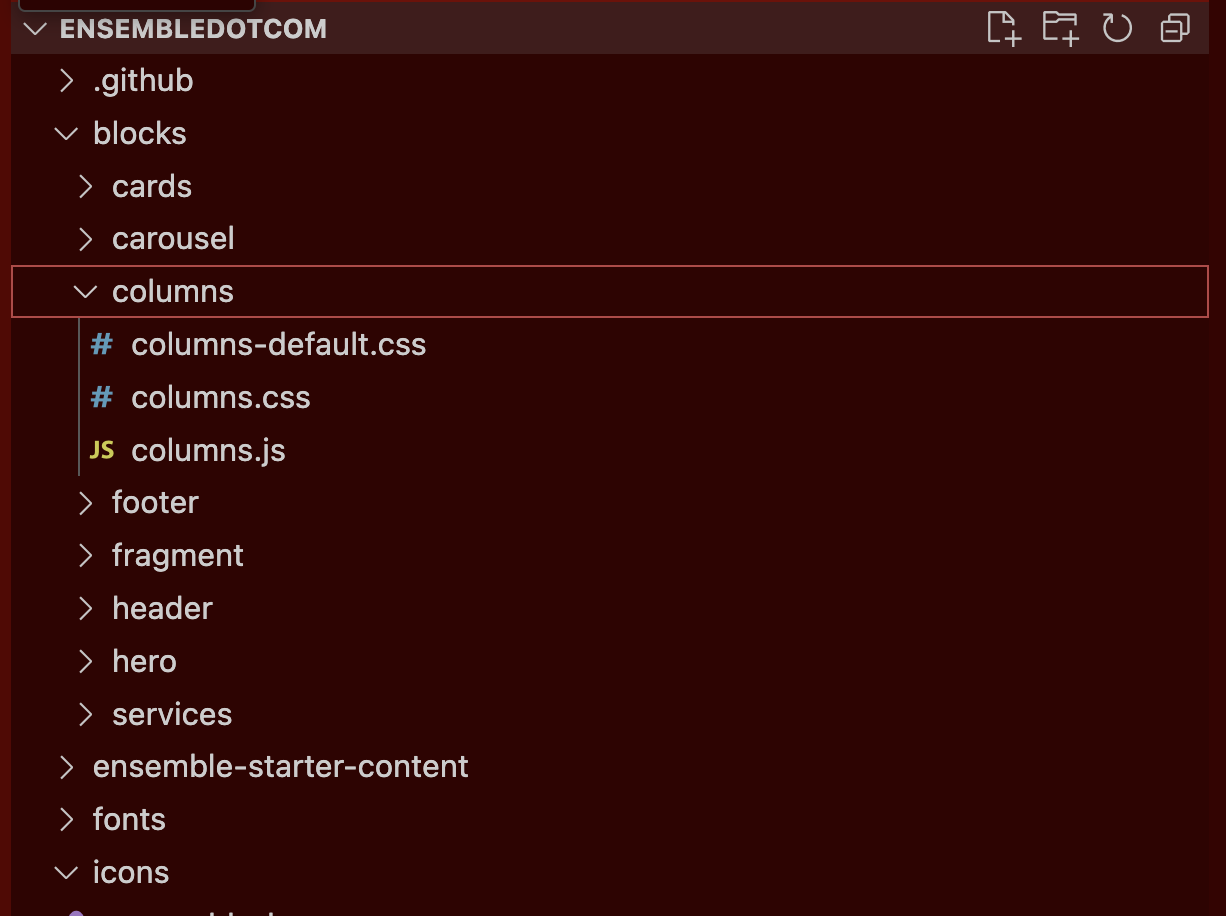 ENSEMBLEDOTCOM
.github
blocks
cards
carousel
columns
# columns-default.css
# columns.css
JS columns.js
footer
fragment
header
hero
services
ensemble-starter-content
fonts
icons